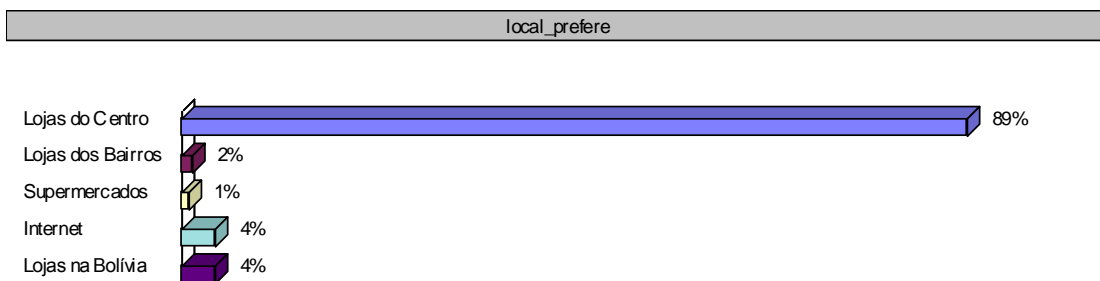 local_prefere
Lojas do Centro 89%
Lojas dos Bairros 2%
Supermercados 1%
Internet 4%
Lojas na Bolívia 4%